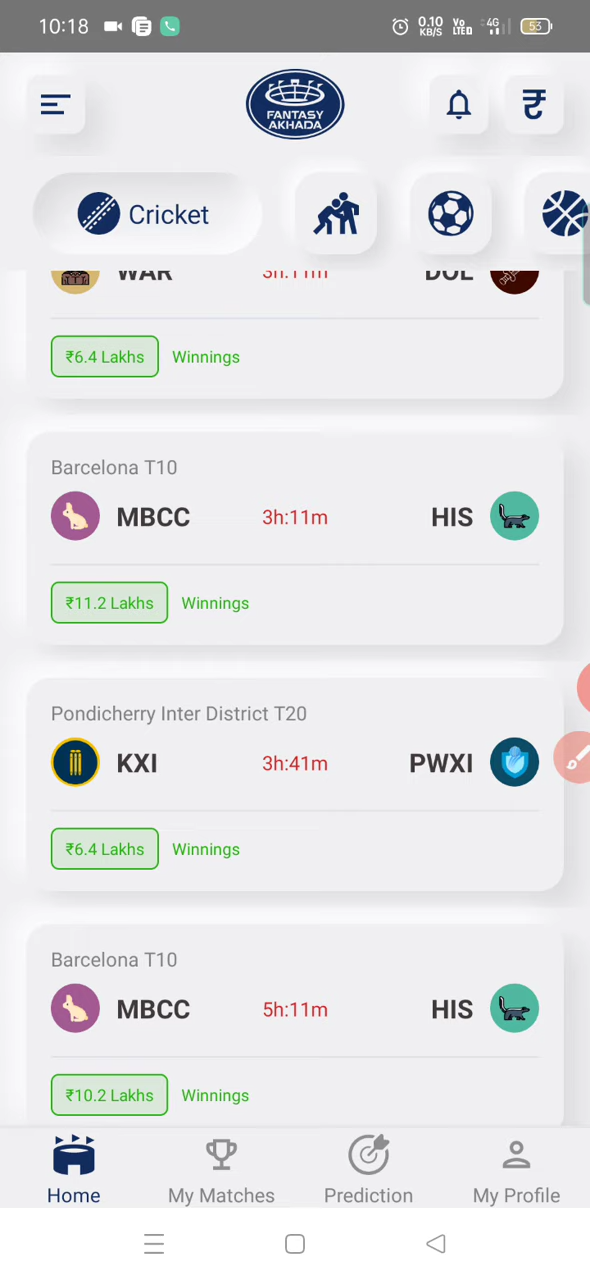 10:18
0.10 KB/S
Vo LTED
4G
53
FANTASY
AKHADA
Cricket
WAR 3h:11m DOL
₹6.4 Lakhs Winnings
Barcelona T10
MBCC 3h:11m HIS
₹11.2 Lakhs Winnings
Pondicherry Inter District T20
KXI 3h:41m PWXI
₹6.4 Lakhs Winnings
Barcelona T10
MBCC 5h:11m HIS
₹10.2 Lakhs Winnings
Home My Matches Prediction My Profile